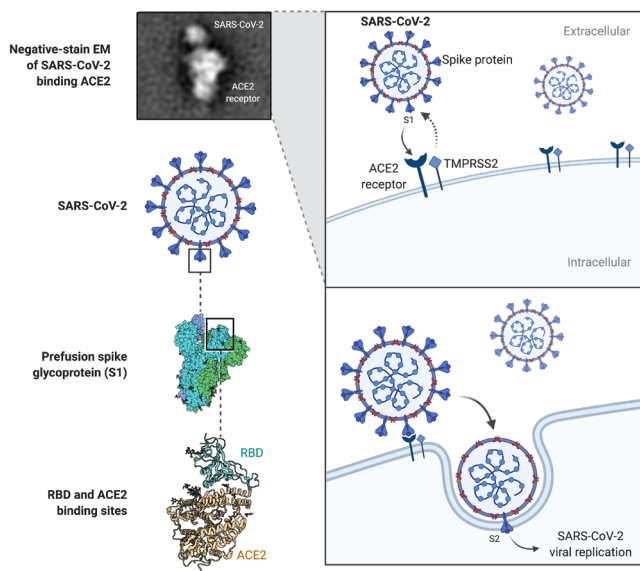 Negative-stain EM
of SARS-CoV-2
binding ACE2
SARS-CoV-2
ACE2
receptor
SARS-CoV-2
Prefusion spike
glycoprotein (S1)
RBD
RBD and ACE2
binding sites
ACE2
SARS-CoV-2
Extracellular
Spike protein
S1
ACE2
receptor
TMPRSS2
Intracellular
S2
SARS-CoV-2
viral replication